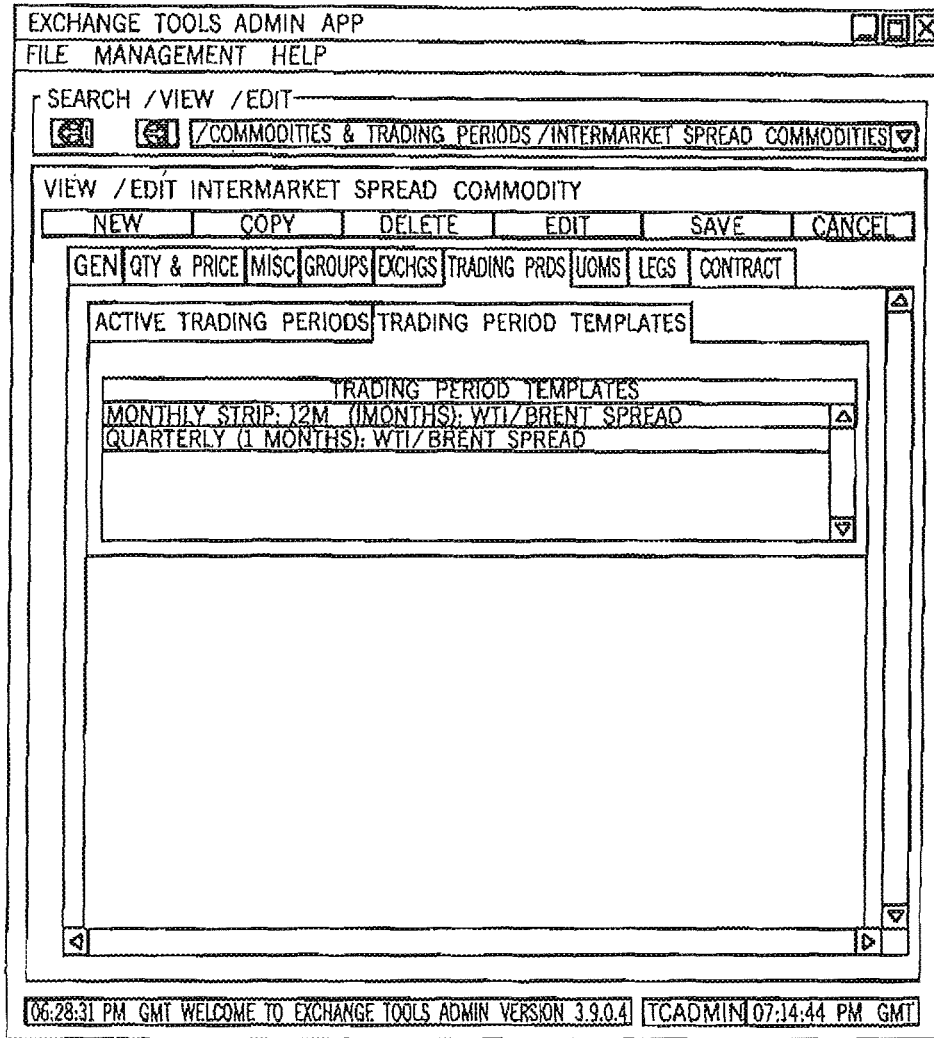 EXCHANGE TOOLS ADMIN APP
FILE MANAGEMENT HELP
SEARCH /VIEW /EDIT
/COMMODITIES & TRADING PERIODS /INTERMARKET SPREAD COMMODITIES
VIEW /EDIT INTERMARKET SPREAD COMMODITY
NEW COPY DELETE EDIT SAVE CANCEL
GEN QTY & PRICE MISC GROUPS EXCHGS TRADING PRDS UOMS LEGS CONTRACT
ACTIVE TRADING PERIODS TRADING PERIOD TEMPLATES
TRADING PERIOD TEMPLATES
MONTHLY STRIP: 12M (1MONTHS): WTI/BRENT SPREAD
QUARTERLY (1 MONTHS): WTI/BRENT SPREAD
06:28:31 PM GMT WELCOME TO EXCHANGE TOOLS ADMIN VERSION 3.9.0.4 TCADMIN 07:14:44 PM GMT